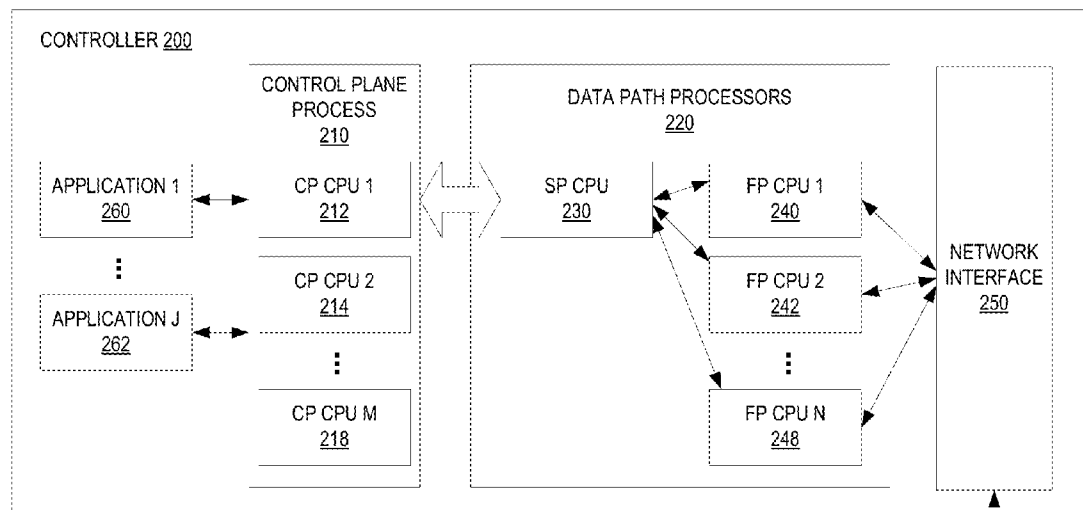 CONTROLLER 200
CONTROL PLANE
PROCESS
210
DATA PATH PROCESSORS
220
APPLICATION 1
260
CP CPU 1
212
SP CPU
230
FP CPU 1
240
NETWORK
INTERFACE
250
CP CPU 2
214
FP CPU 2
242
APPLICATION J
262
CP CPU M
218
FP CPU N
248